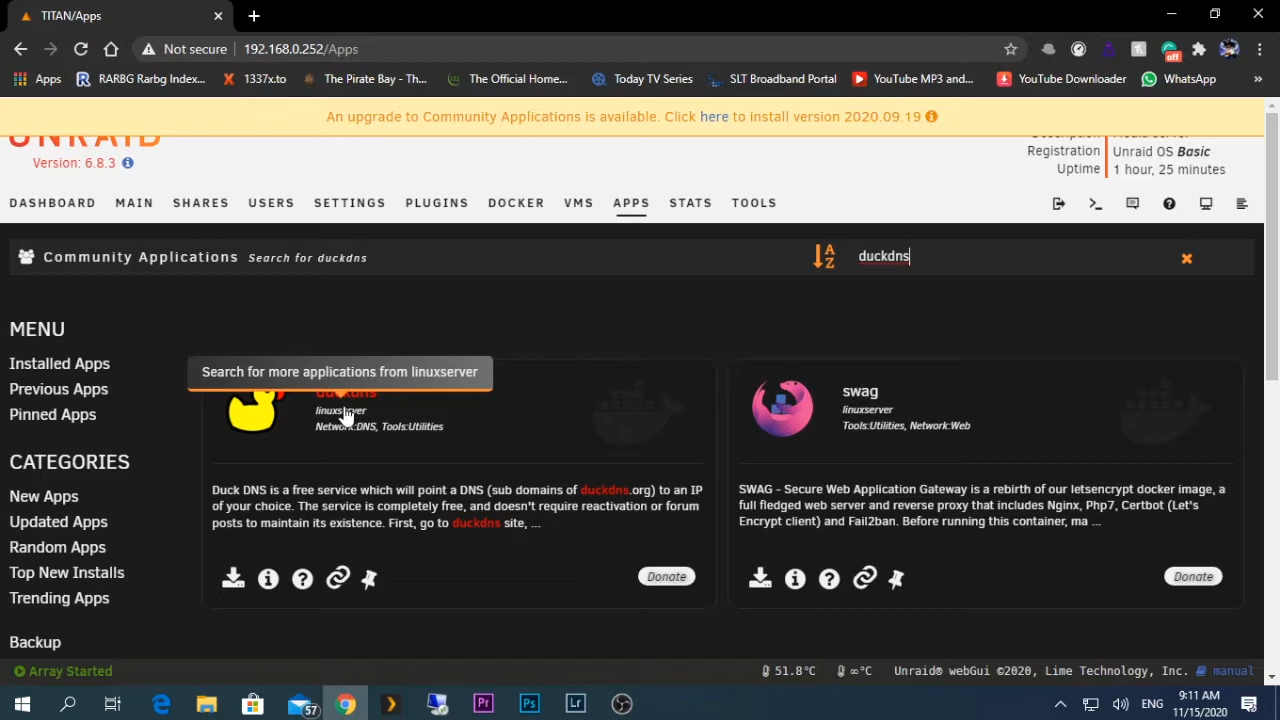 TITAN/Apps
Not secure
192.168.0.252/Apps
off
Apps
RARBG Rarbg Index...
1337x.to
The Pirate Bay - Th...
The Official Home...
Today TV Series
SLT Broadband Portal
YouTube MP3 and...
YouTube Downloader
WhatsApp
»
An upgrade to Community Applications is available. Click here to install version 2020.09.19
UNRAID
Version: 6.8.3
Description
Media server
Registration
Unraid OS Basic
Uptime
1 hour, 25 minutes
DASHBOARD MAIN SHARES USERS SETTINGS PLUGINS DOCKER VMS APPS STATS TOOLS
Community Applications Search for duckdns
A
Z
duckdns
MENU
Installed Apps
Previous Apps
Pinned Apps
CATEGORIES
New Apps
Updated Apps
Random Apps
Top New Installs
Trending Apps
Backup
Search for more applications from linuxserver
duckdns
linuxserver
Network:DNS, Tools:Utilities
Duck DNS is a free service which will point a DNS (sub domains of duckdns.org) to an IP
of your choice. The service is completely free, and doesn't require reactivation or forum
posts to maintain its existence. First, go to duckdns site, ...
Donate
swag
linuxserver
Tools:Utilities, Network:Web
SWAG - Secure Web Application Gateway is a rebirth of our letsencrypt docker image, a
full fledged web server and reverse proxy that includes Nginx, Php7, Certbot (Let's
Encrypt client) and Fail2ban. Before running this container, ma ...
Donate
Array Started
51.8°C
∞°C
Unraid® webGui ©2020, Lime Technology, Inc.
manual
57
Pr
Ps
Lr
ENG
9:11 AM
11/15/2020